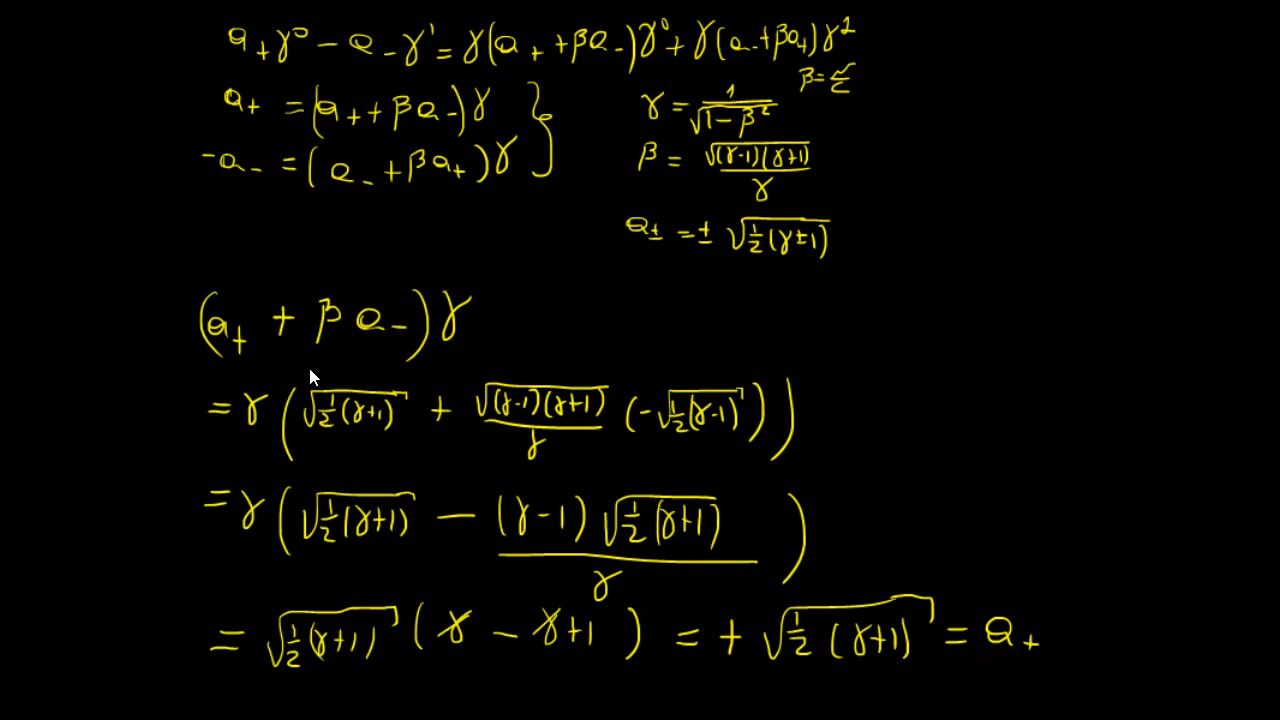 a₊γ⁰ − a₋γ¹ = γ(a₊ + βa₋)γ⁰ + γ(a₋ + βa₊)γ¹
β = v/c
a₊ = (a₊ + βa₋)γ
γ = 1/√(1−β²)
−a₋ = (a₋ + βa₊)γ
β = √((γ−1)(γ+1))/γ
a± = ±√(½(γ±1))
(a₊ + βa₋)γ
= γ(√(½(γ+1)) + √((γ−1)(γ+1))/γ (−√(½(γ−1))))
= γ(√(½(γ+1)) − (γ−1)√(½(γ+1))/γ)
= √(½(γ+1)) (γ − γ+1) = +√(½(γ+1)) = a₊